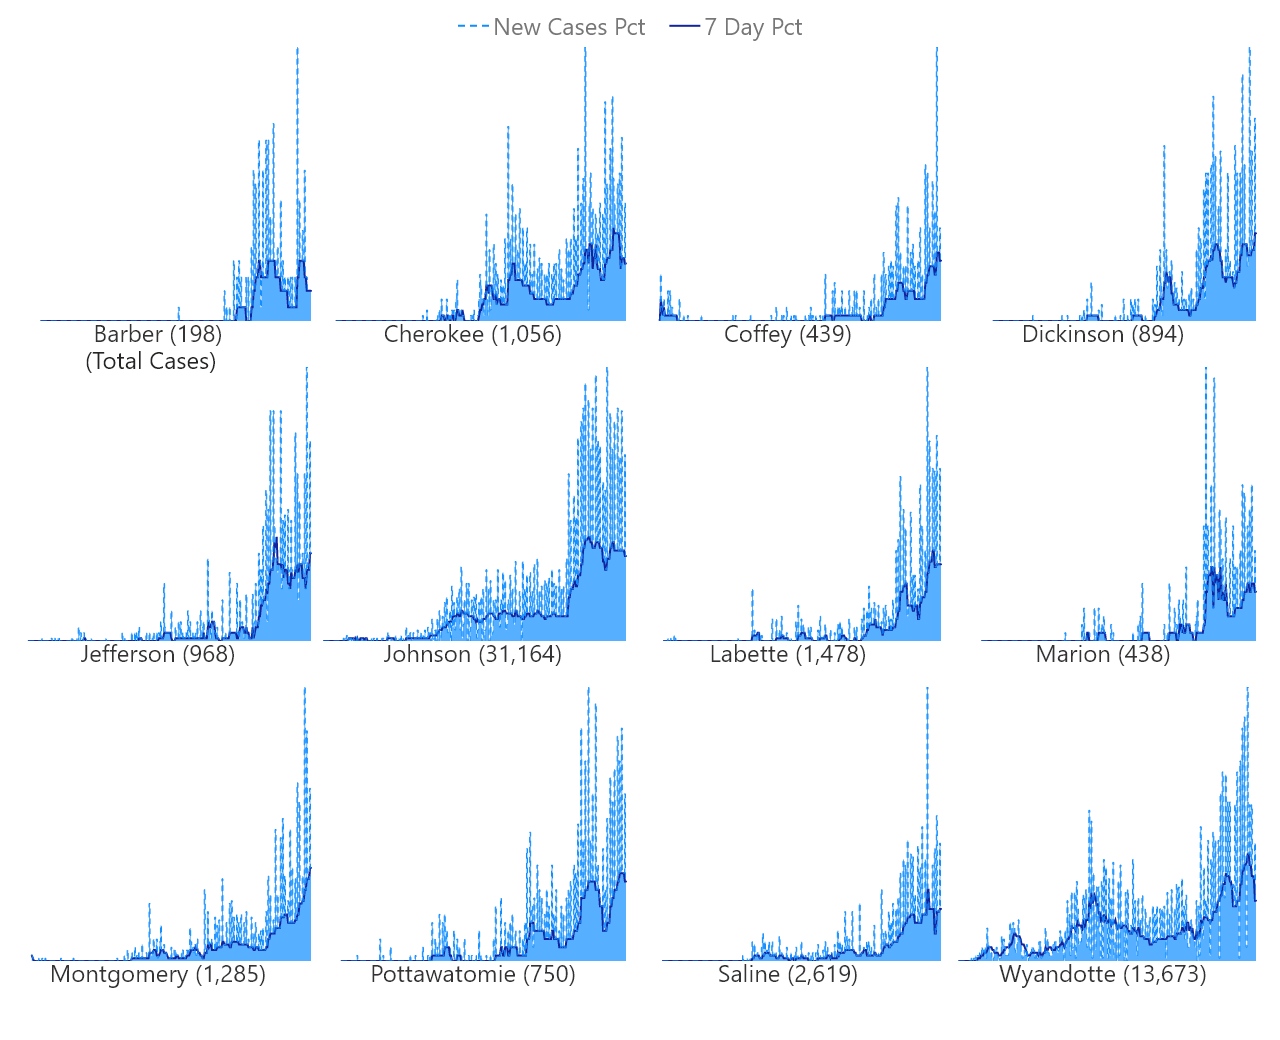 New Cases Pct 7 Day Pct
Barber (198) Cherokee (1,056) Coffey (439) Dickinson (894)
(Total Cases)
Jefferson (968) Johnson (31,164) Labette (1,478) Marion (438)
Montgomery (1,285) Pottawatomie (750) Saline (2,619) Wyandotte (13,673)